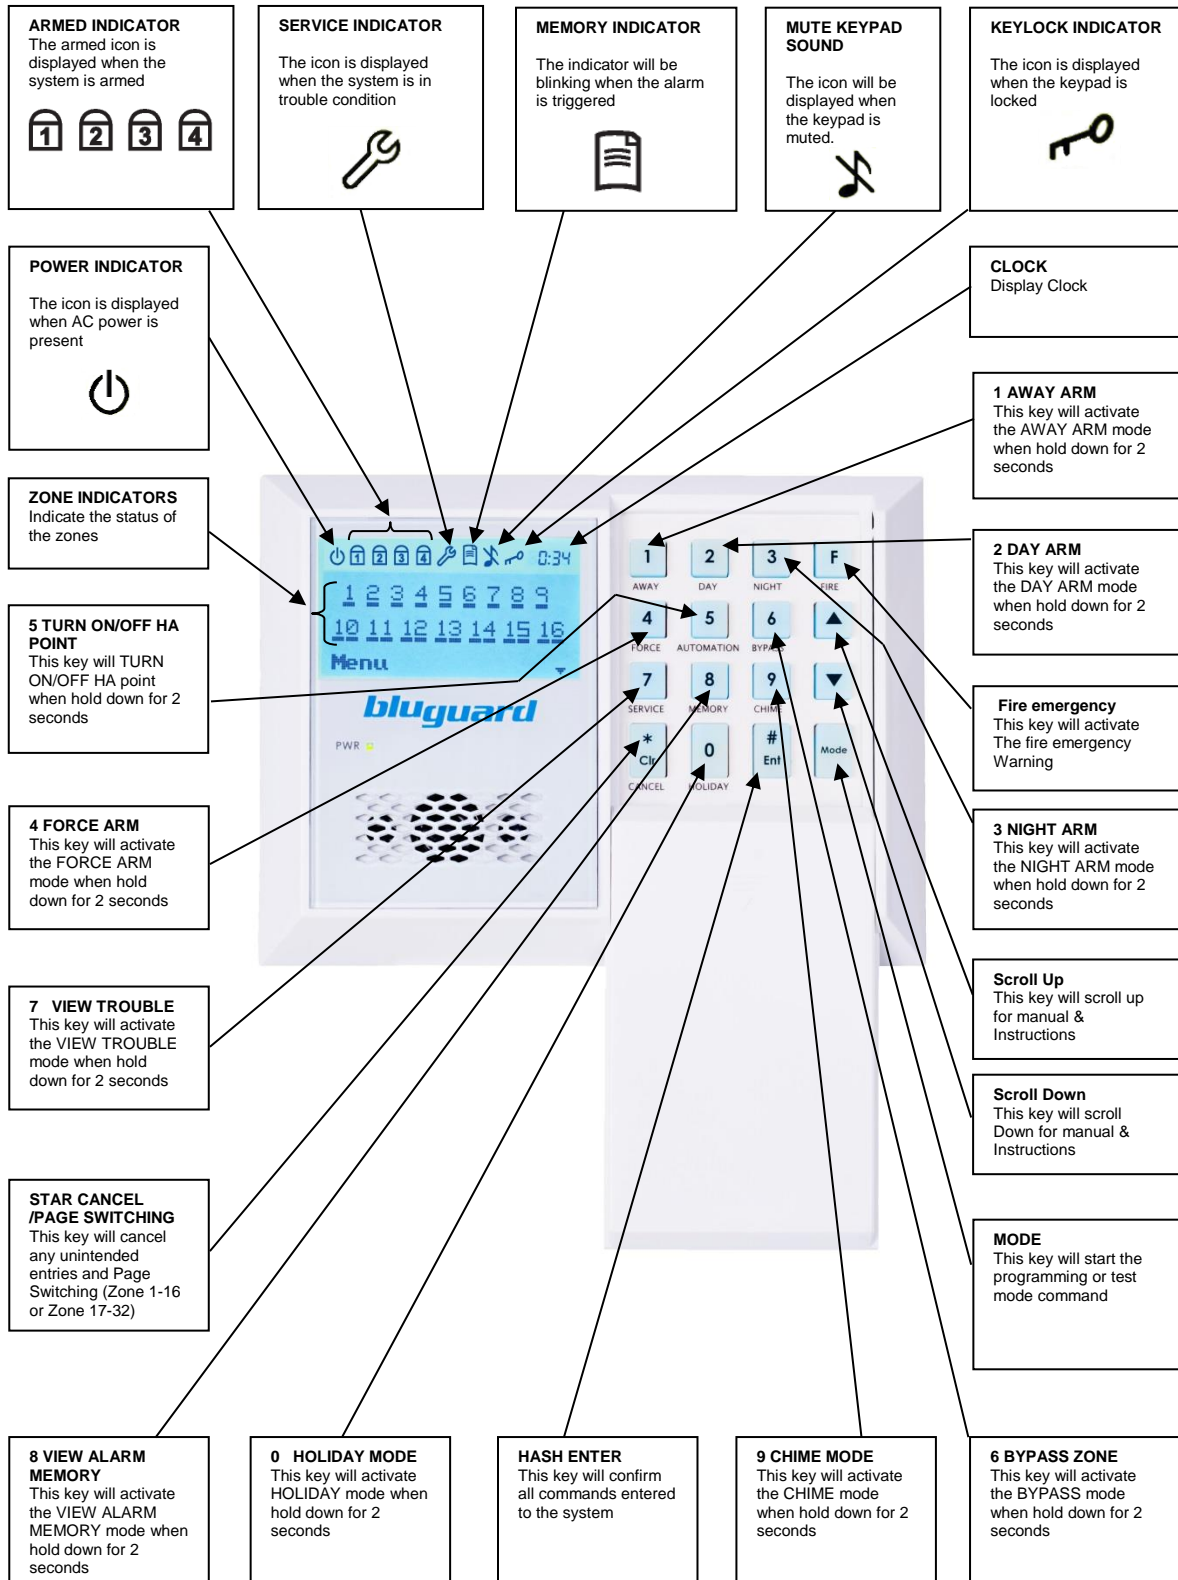 ARMED INDICATOR
The armed icon is
displayed when the
system is armed
1 2 3 4
SERVICE INDICATOR
The icon is displayed
when the system is in
trouble condition
MEMORY INDICATOR
The indicator will be
blinking when the alarm
is triggered
MUTE KEYPAD
SOUND
The icon will be
displayed when
the keypad is
muted.
KEYLOCK INDICATOR
The icon is displayed
when the keypad is
locked
POWER INDICATOR
The icon is displayed
when AC power is
present
CLOCK
Display Clock
1 AWAY ARM
This key will activate
the AWAY ARM mode
when hold down for 2
seconds
ZONE INDICATORS
Indicate the status of
the zones
2 DAY ARM
This key will activate
the DAY ARM mode
when hold down for 2
seconds
5 TURN ON/OFF HA
POINT
This key will TURN
ON/OFF HA point
when hold down for 2
seconds
Fire emergency
This key will activate
The fire emergency
Warning
4 FORCE ARM
This key will activate
the FORCE ARM
mode when hold
down for 2 seconds
3 NIGHT ARM
This key will activate
the NIGHT ARM mode
when hold down for 2
seconds
1 2 3 4 0:34
1 2 3 4 5 6 7 8 9
10 11 12 13 14 15 16
Menu
bluguard
PWR
1 2 3 F
AWAY DAY NIGHT FIRE
4 5 6
FORCE AUTOMATION BYPASS
7 8 9
SERVICE MEMORY CHIME
* 0 # Mode
Clr Ent
CANCEL HOLIDAY
7 VIEW TROUBLE
This key will activate
the VIEW TROUBLE
mode when hold
down for 2 seconds
Scroll Up
This key will scroll up
for manual &
Instructions
Scroll Down
This key will scroll
Down for manual &
Instructions
STAR CANCEL
/PAGE SWITCHING
This key will cancel
any unintended
entries and Page
Switching (Zone 1-16
or Zone 17-32)
MODE
This key will start the
programming or test
mode command
8 VIEW ALARM
MEMORY
This key will activate
the VIEW ALARM
MEMORY mode when
hold down for 2
seconds
0 HOLIDAY MODE
This key will activate
HOLIDAY mode when
hold down for 2
seconds
HASH ENTER
This key will confirm
all commands entered
to the system
9 CHIME MODE
This key will activate
the CHIME mode
when hold down for 2
seconds
6 BYPASS ZONE
This key will activate
the BYPASS mode
when hold down for 2
seconds